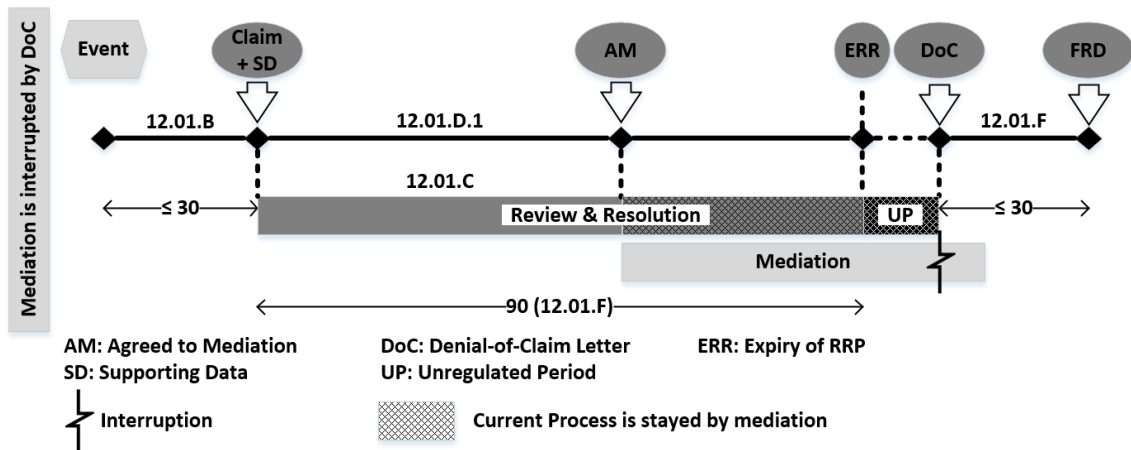 Mediation is interrupted by DoC
Event
Claim
+ SD
AM
ERR
DoC
FRD
12.01.B
12.01.D.1
12.01.F
12.01.C
≤ 30
Review & Resolution
UP
≤ 30
Mediation
90 (12.01.F)
AM: Agreed to Mediation
DoC: Denial-of-Claim Letter
ERR: Expiry of RRP
SD: Supporting Data
UP: Unregulated Period
Interruption
Current Process is stayed by mediation